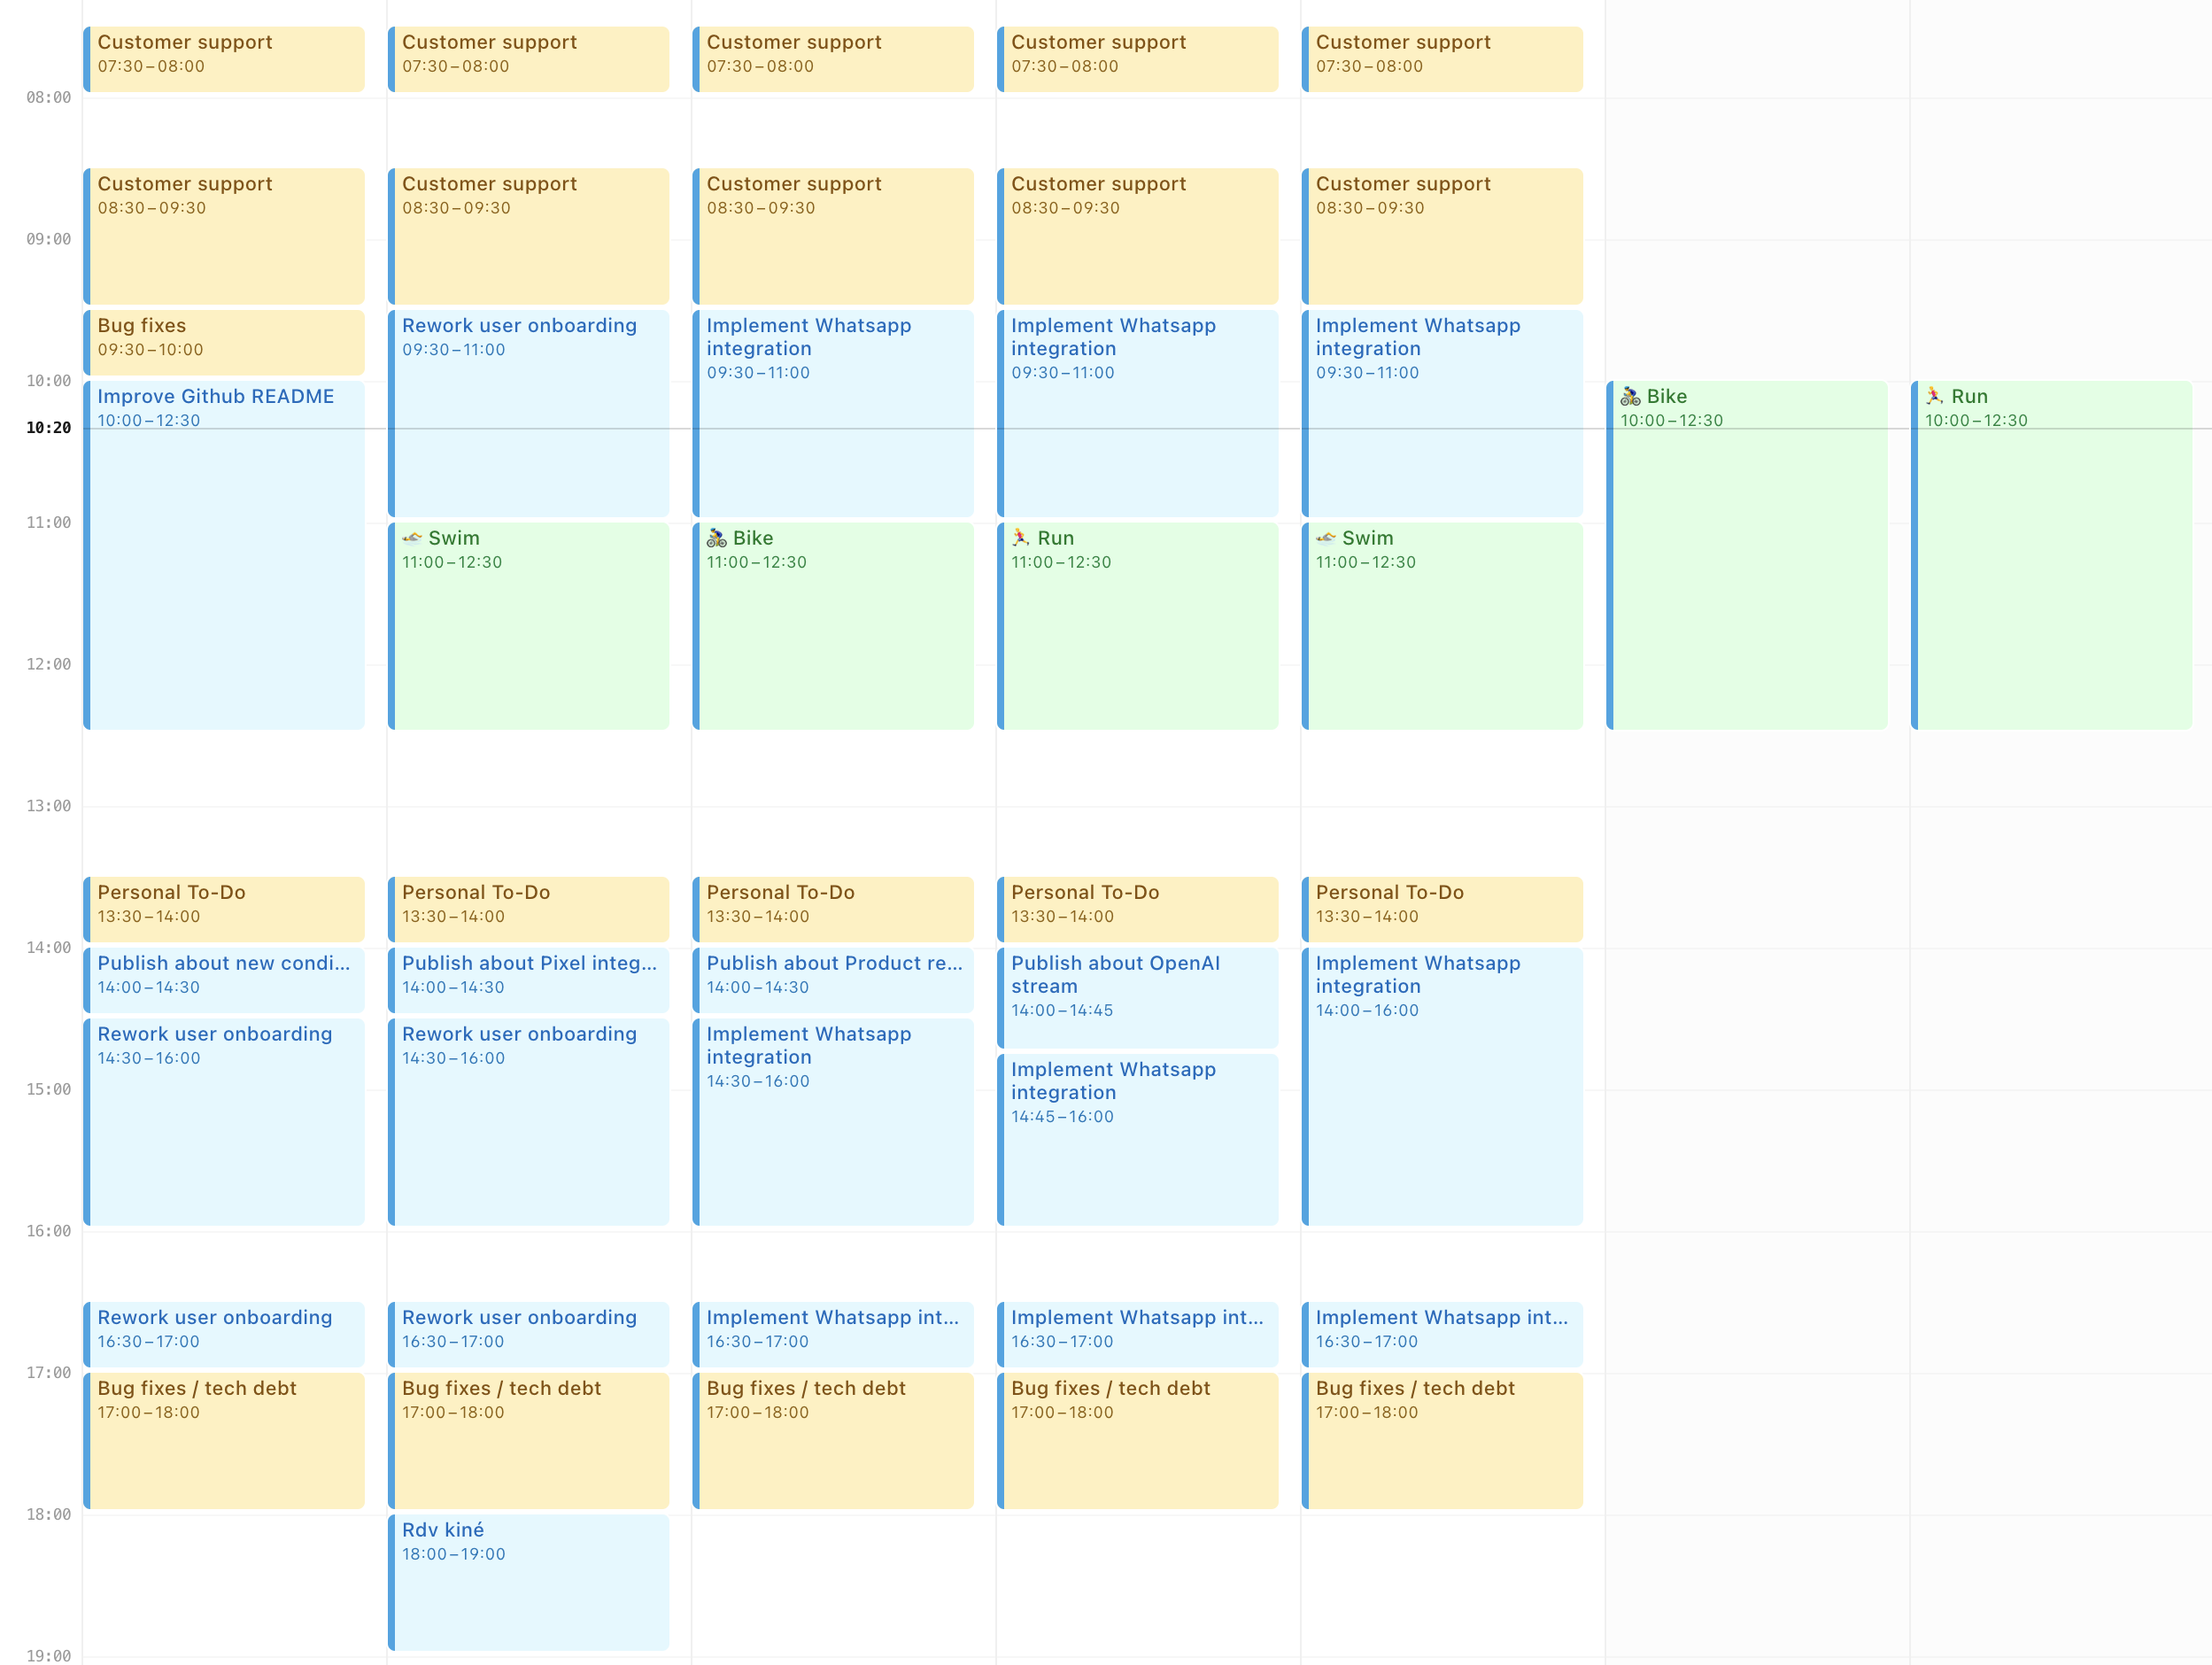 Customer support
07:30–08:00
Customer support
07:30–08:00
Customer support
07:30–08:00
Customer support
07:30–08:00
Customer support
07:30–08:00
08:00
Customer support
08:30–09:30
Customer support
08:30–09:30
Customer support
08:30–09:30
Customer support
08:30–09:30
Customer support
08:30–09:30
09:00
Bug fixes
09:30–10:00
Rework user onboarding
09:30–11:00
Implement Whatsapp
integration
09:30–11:00
Implement Whatsapp
integration
09:30–11:00
Implement Whatsapp
integration
09:30–11:00
10:00
Improve Github README
10:00–12:30
Bike
10:00–12:30
Run
10:00–12:30
10:20
11:00
Swim
11:00–12:30
Bike
11:00–12:30
Run
11:00–12:30
Swim
11:00–12:30
12:00
13:00
Personal To-Do
13:30–14:00
Personal To-Do
13:30–14:00
Personal To-Do
13:30–14:00
Personal To-Do
13:30–14:00
Personal To-Do
13:30–14:00
14:00
Publish about new condi...
14:00–14:30
Publish about Pixel integ...
14:00–14:30
Publish about Product re...
14:00–14:30
Publish about OpenAI
stream
14:00–14:45
Implement Whatsapp
integration
14:00–16:00
Rework user onboarding
14:30–16:00
Rework user onboarding
14:30–16:00
Implement Whatsapp
integration
14:30–16:00
Implement Whatsapp
integration
14:45–16:00
15:00
16:00
Rework user onboarding
16:30–17:00
Rework user onboarding
16:30–17:00
Implement Whatsapp int...
16:30–17:00
Implement Whatsapp int...
16:30–17:00
Implement Whatsapp int...
16:30–17:00
17:00
Bug fixes / tech debt
17:00–18:00
Bug fixes / tech debt
17:00–18:00
Bug fixes / tech debt
17:00–18:00
Bug fixes / tech debt
17:00–18:00
Bug fixes / tech debt
17:00–18:00
18:00
Rdv kiné
18:00–19:00
19:00